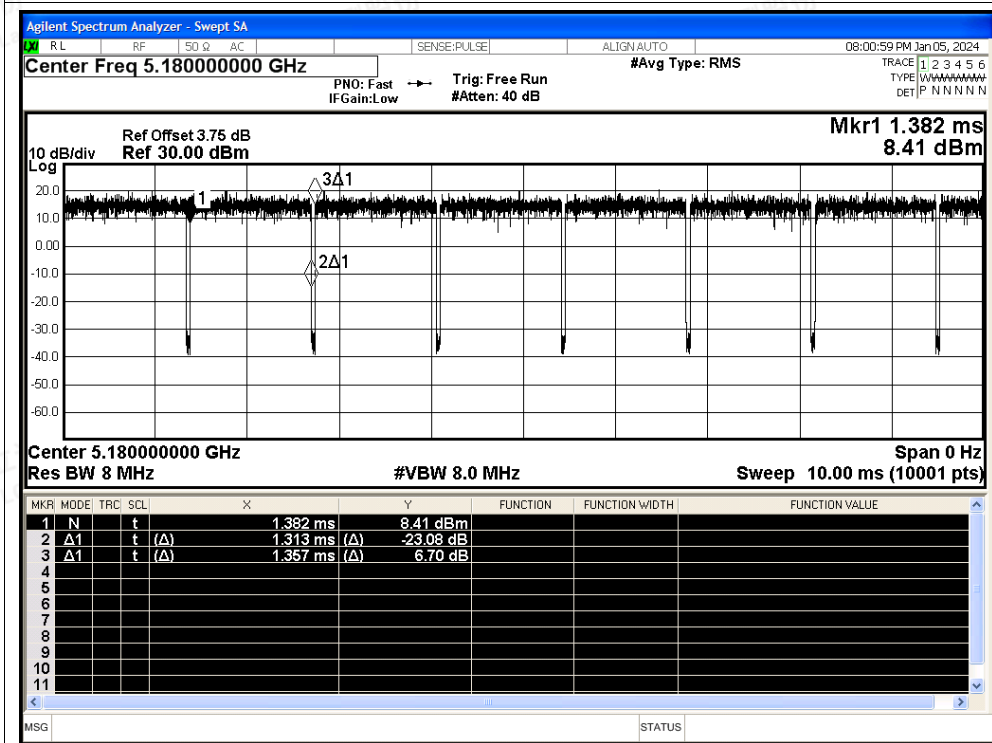 Agilent Spectrum Analyzer - Swept SA
LXI RL RF 50 Ω AC SENSE:PULSE ALIGN AUTO 08:00:59 PM Jan 05, 2024
Center Freq 5.180000000 GHz #Avg Type: RMS TRACE 1 2 3 4 5 6
PNO: Fast Trig: Free Run TYPE WWWWWW
IFGain:Low #Atten: 40 dB DET P N N N N N
Mkr1 1.382 ms
8.41 dBm
Ref Offset 3.75 dB
10 dB/div Ref 30.00 dBm
Log
20.0
10.0
0.00
-10.0
-20.0
-30.0
-40.0
-50.0
-60.0
1
3Δ1
2Δ1
Center 5.180000000 GHz Span 0 Hz
Res BW 8 MHz #VBW 8.0 MHz Sweep 10.00 ms (10001 pts)
MKR MODE TRC SCL X Y FUNCTION FUNCTION WIDTH FUNCTION VALUE
1 N t 1.382 ms 8.41 dBm
2 Δ1 t (Δ) 1.313 ms (Δ) -23.08 dB
3 Δ1 t (Δ) 1.357 ms (Δ) 6.70 dB
4
5
6
7
8
9
10
11
MSG STATUS